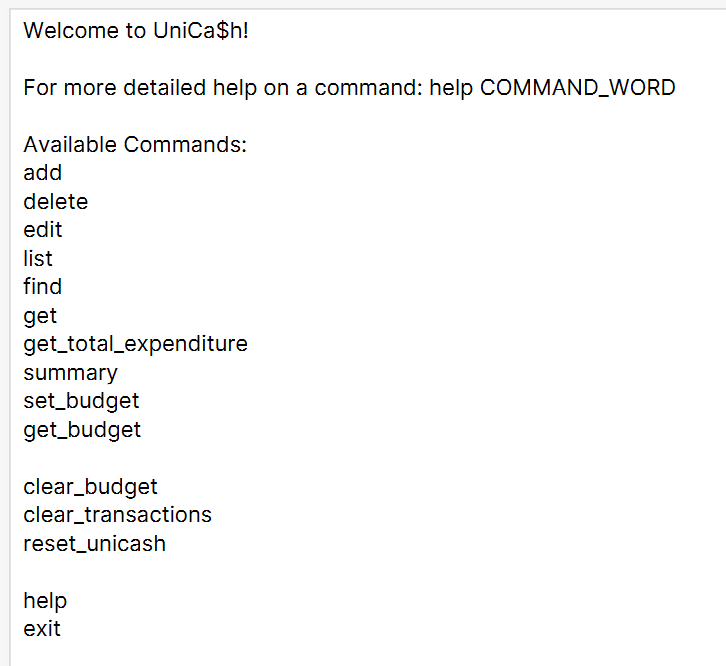 Welcome to UniCa$h!
For more detailed help on a command: help COMMAND_WORD
Available Commands:
add
delete
edit
list
find
get
get_total_expenditure
summary
set_budget
get_budget
clear_budget
clear_transactions
reset_unicash
help
exit